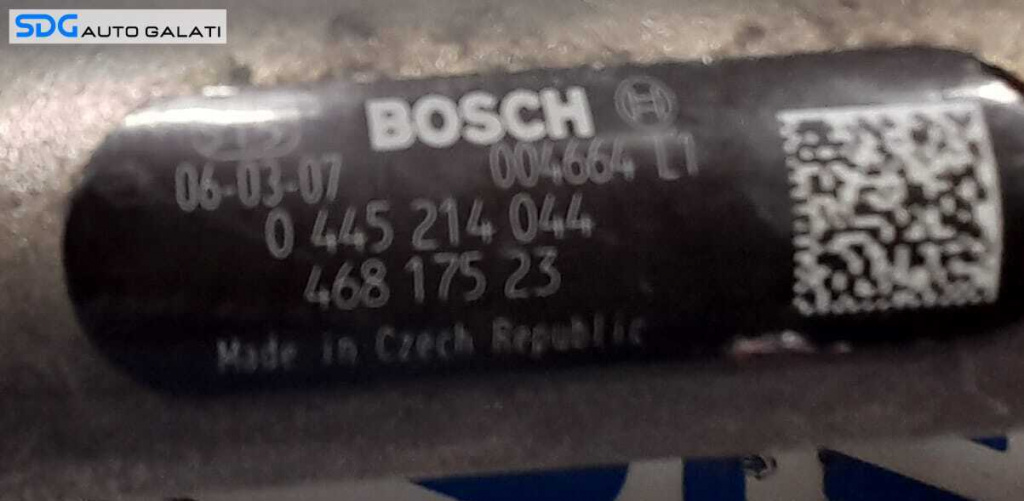 SDG AUTO GALATI
BOSCH
06-03-07 004664 L1
0 445 214 044
468 175 23
Made in Czech Republic